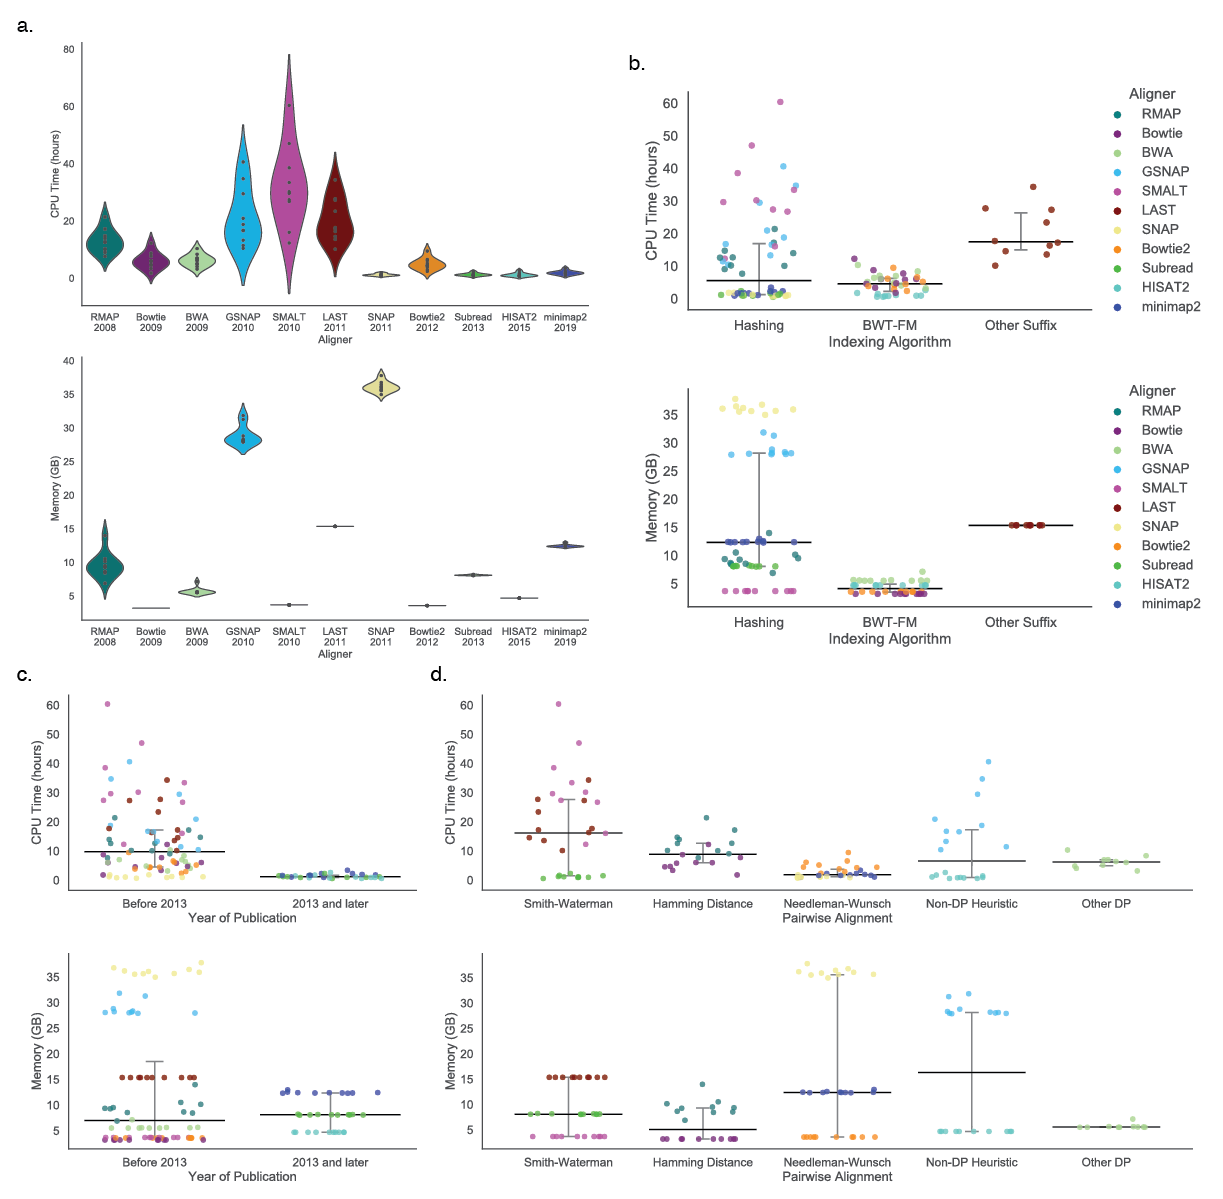 a.
80
60
40
20
0
CPU Time (hours)
RMAP Bowtie BWA GSNAP SMALT LAST SNAP Bowtie2 Subread HISAT2 minimap2
2008 2009 2009 2010 2010 2011 2011 2012 2013 2015 2019
Aligner
40
35
30
25
20
15
10
5
Memory (GB)
RMAP Bowtie BWA GSNAP SMALT LAST SNAP Bowtie2 Subread HISAT2 minimap2
2008 2009 2009 2010 2010 2011 2011 2012 2013 2015 2019
Aligner
b.
60
50
40
30
20
10
0
CPU Time (hours)
Hashing BWT-FM Other Suffix
Indexing Algorithm
Aligner
RMAP
Bowtie
BWA
GSNAP
SMALT
LAST
SNAP
Bowtie2
Subread
HISAT2
minimap2
35
30
25
20
15
10
5
Memory (GB)
Hashing BWT-FM Other Suffix
Indexing Algorithm
Aligner
RMAP
Bowtie
BWA
GSNAP
SMALT
LAST
SNAP
Bowtie2
Subread
HISAT2
minimap2
c.
60
50
40
30
20
10
0
CPU Time (hours)
Before 2013 2013 and later
Year of Publication
35
30
25
20
15
10
5
Memory (GB)
Before 2013 2013 and later
Year of Publication
d.
60
50
40
30
20
10
0
CPU Time (hours)
Smith-Waterman Hamming Distance Needleman-Wunsch Non-DP Heuristic Other DP
Pairwise Alignment
35
30
25
20
15
10
5
Memory (GB)
Smith-Waterman Hamming Distance Needleman-Wunsch Non-DP Heuristic Other DP
Pairwise Alignment